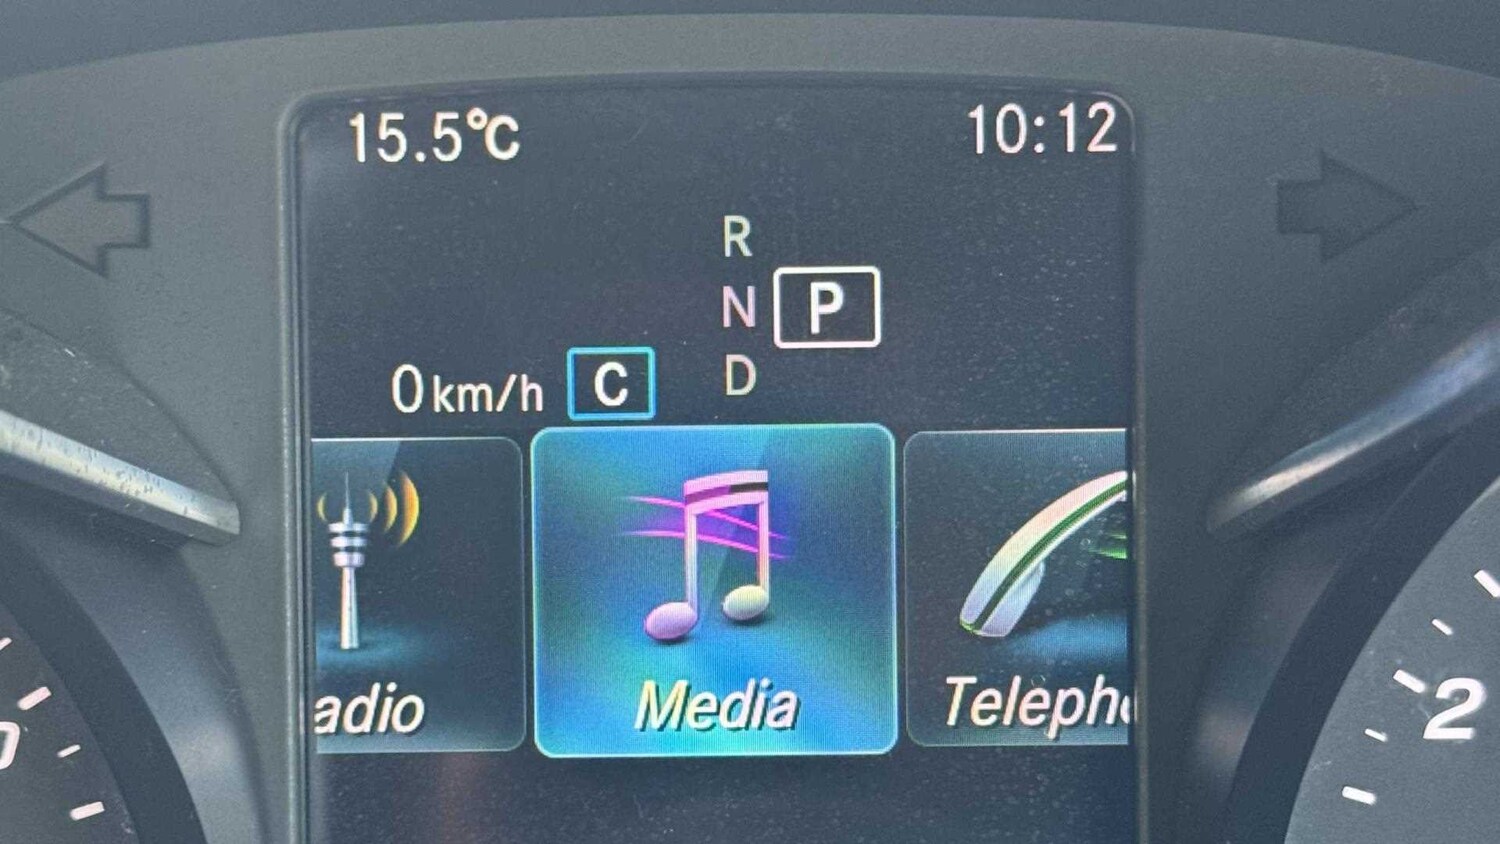 15.5°C 10:12
R
N P
D
0 km/h C
adio Media Teleph
2